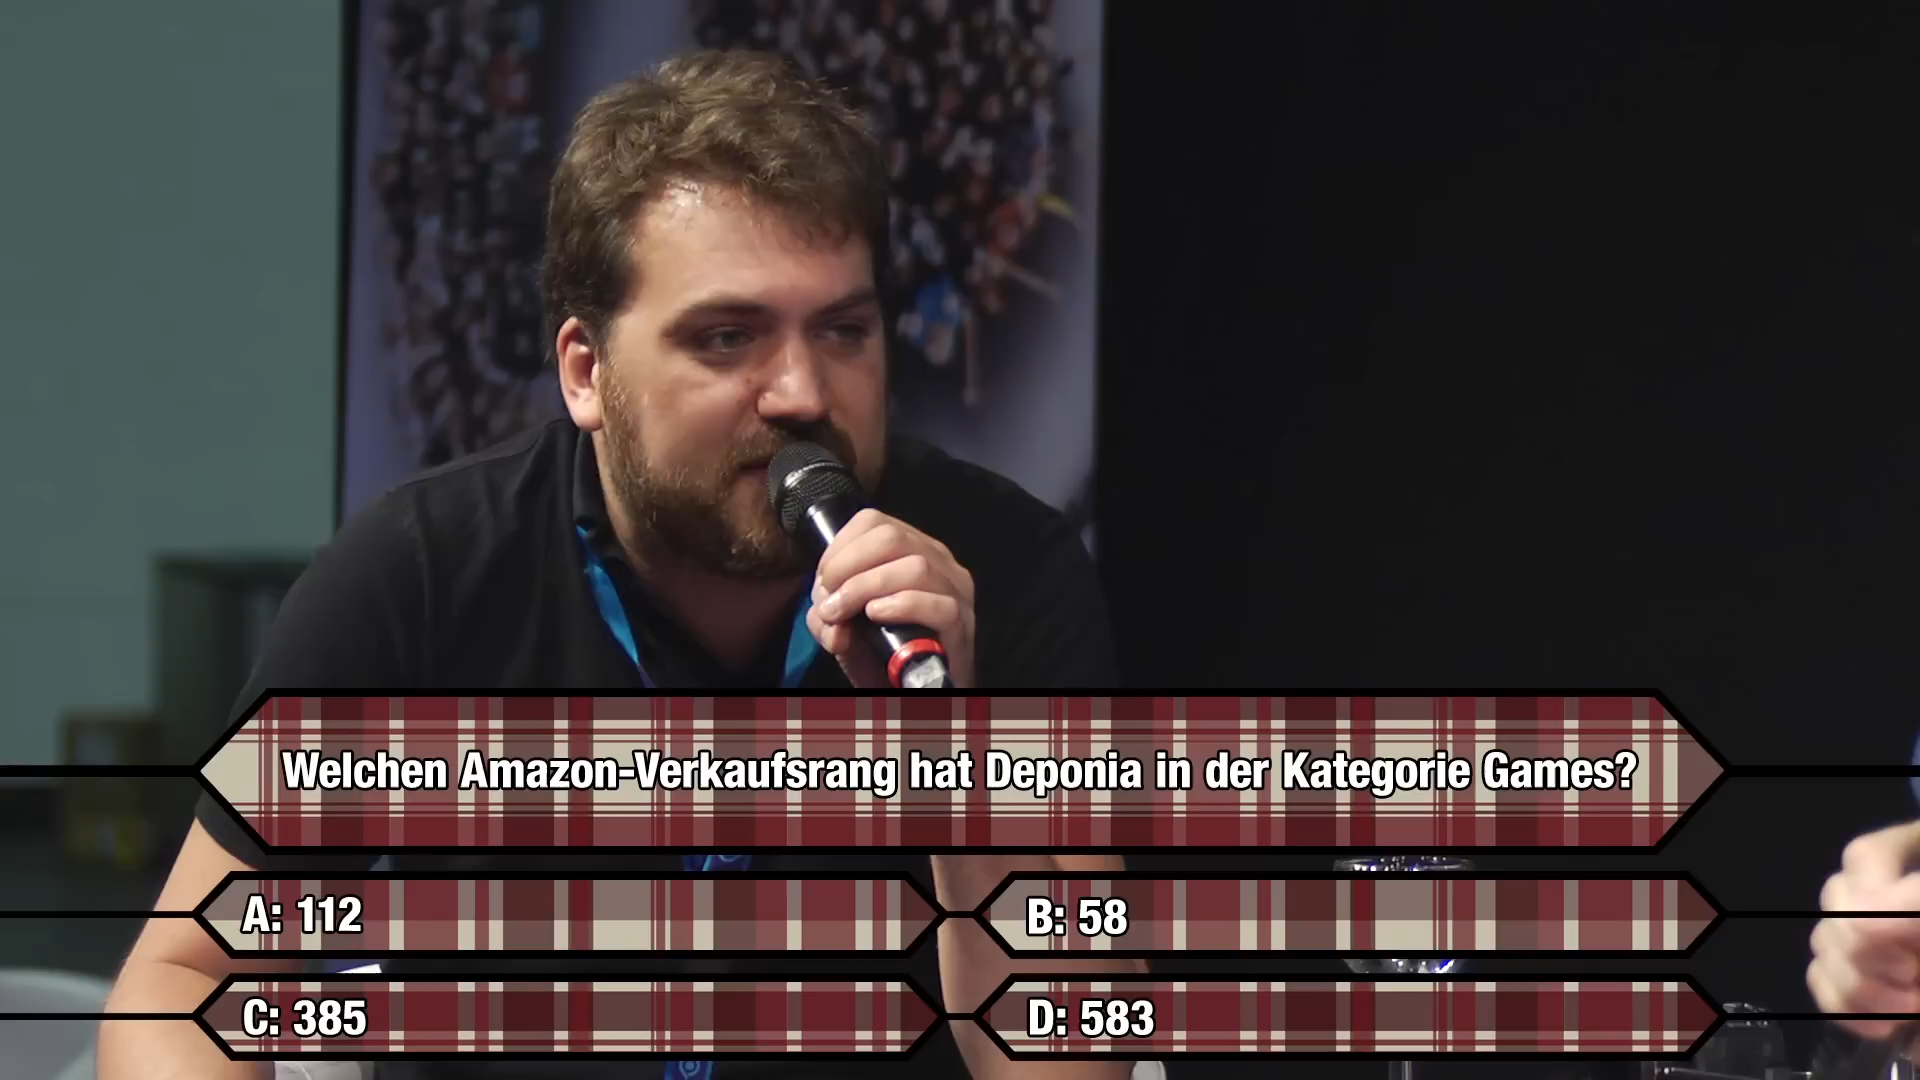 Welchen Amazon-Verkaufsrang hat Deponia in der Kategorie Games?
A: 112
B: 58
C: 385
D: 583